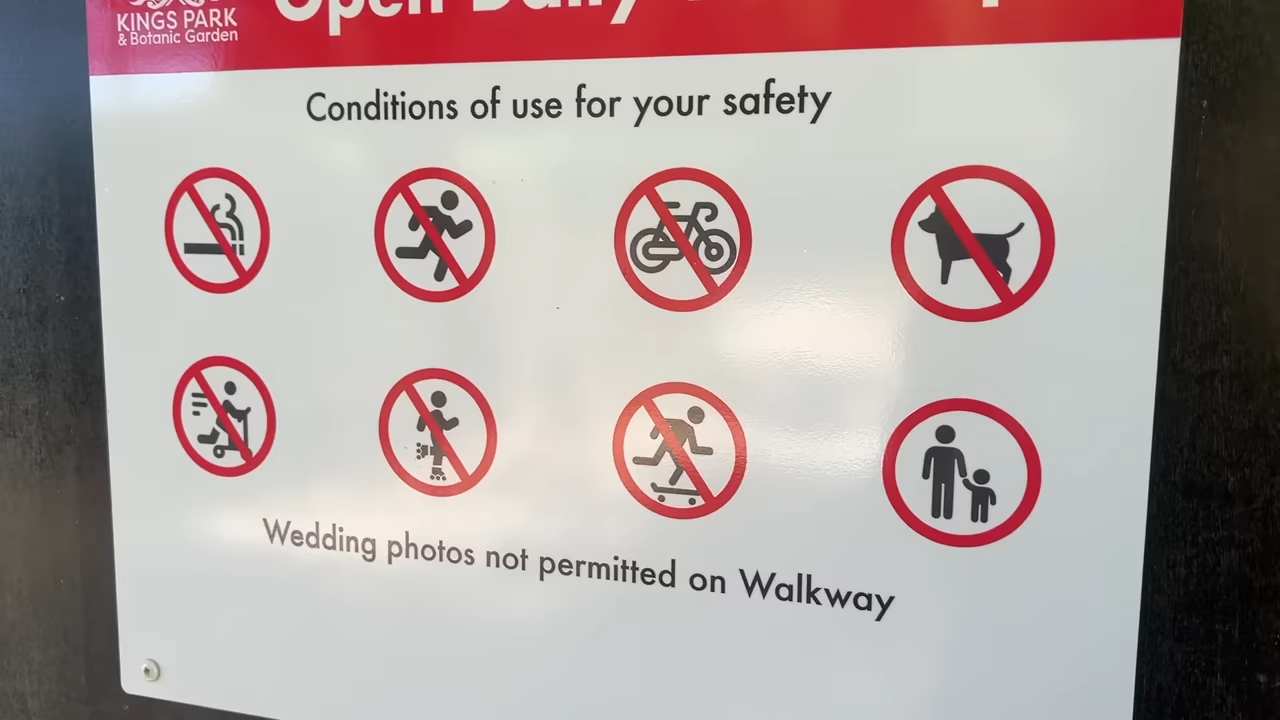 KINGS PARK
& Botanic Garden
Open Daily
Conditions of use for your safety
Wedding photos not permitted on Walkway